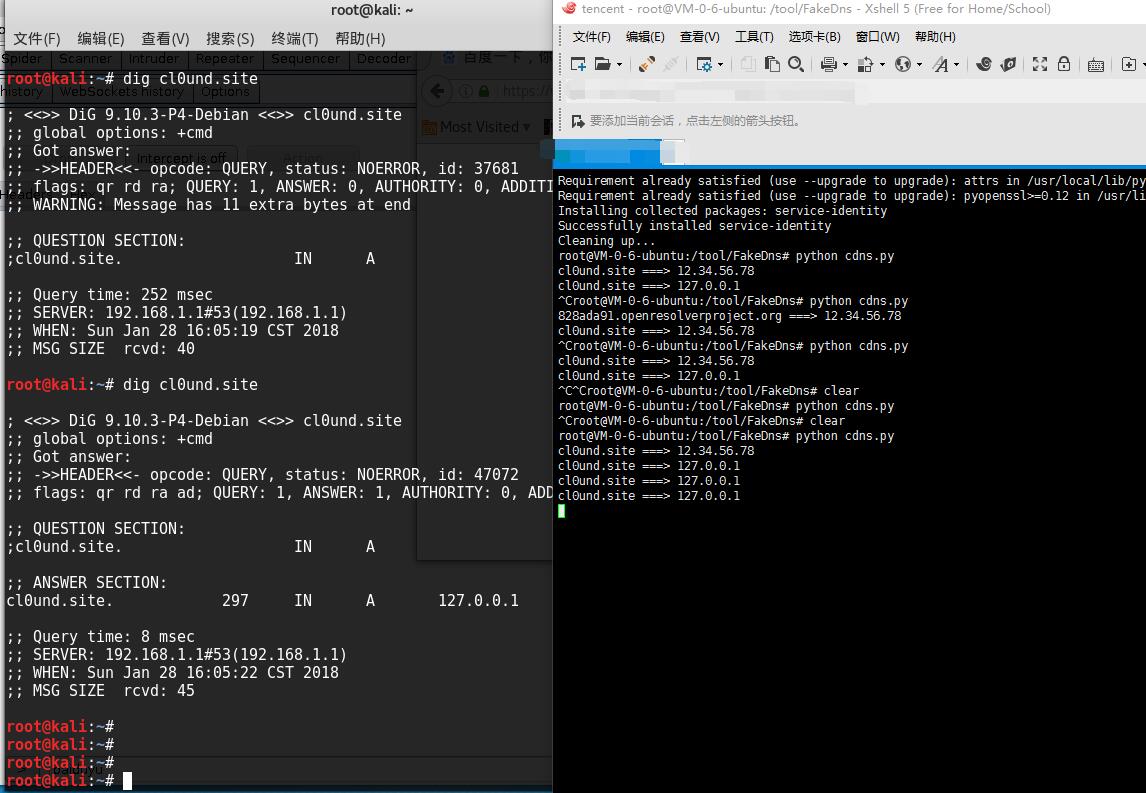 root@kali: ~
文件(F) 编辑(E) 查看(V) 搜索(S) 终端(T) 帮助(H)
Spider Scanner Intruder Repeater Sequencer Decoder
root@kali:~# dig cl0und.site
history WebSockets history Options
; <<>> DiG 9.10.3-P4-Debian <<>> cl0und.site
;; global options: +cmd
Most Visited
;; Got answer:
Intercept is off Action
;; ->>HEADER<<- opcode: QUERY, status: NOERROR, id: 37681
;; flags: qr rd ra; QUERY: 1, ANSWER: 0, AUTHORITY: 0, ADDITI
;; WARNING: Message has 11 extra bytes at end
;; QUESTION SECTION:
;cl0und.site. IN A
;; Query time: 252 msec
;; SERVER: 192.168.1.1#53(192.168.1.1)
;; WHEN: Sun Jan 28 16:05:19 CST 2018
;; MSG SIZE rcvd: 40
root@kali:~# dig cl0und.site
; <<>> DiG 9.10.3-P4-Debian <<>> cl0und.site
;; global options: +cmd
;; Got answer:
;; ->>HEADER<<- opcode: QUERY, status: NOERROR, id: 47072
;; flags: qr rd ra ad; QUERY: 1, ANSWER: 1, AUTHORITY: 0, ADD
;; QUESTION SECTION:
;cl0und.site. IN A
;; ANSWER SECTION:
cl0und.site. 297 IN A 127.0.0.1
;; Query time: 8 msec
;; SERVER: 192.168.1.1#53(192.168.1.1)
;; WHEN: Sun Jan 28 16:05:22 CST 2018
;; MSG SIZE rcvd: 45
root@kali:~#
root@kali:~#
root@kali:~#
root@kali:~#
tencent - root@VM-0-6-ubuntu: /tool/FakeDns - Xshell 5 (Free for Home/School)
文件(F) 编辑(E) 查看(V) 工具(T) 选项卡(B) 窗口(W) 帮助(H)
要添加当前会话，点击左侧的箭头按钮。
Requirement already satisfied (use --upgrade to upgrade): attrs in /usr/local/lib/py
Requirement already satisfied (use --upgrade to upgrade): pyopenssl>=0.12 in /usr/li
Installing collected packages: service-identity
Successfully installed service-identity
Cleaning up...
root@VM-0-6-ubuntu:/tool/FakeDns# python cdns.py
cl0und.site ===> 12.34.56.78
cl0und.site ===> 127.0.0.1
^Croot@VM-0-6-ubuntu:/tool/FakeDns# python cdns.py
828ada91.openresolverproject.org ===> 12.34.56.78
cl0und.site ===> 12.34.56.78
^Croot@VM-0-6-ubuntu:/tool/FakeDns# python cdns.py
cl0und.site ===> 12.34.56.78
cl0und.site ===> 127.0.0.1
^C^Croot@VM-0-6-ubuntu:/tool/FakeDns# clear
root@VM-0-6-ubuntu:/tool/FakeDns# python cdns.py
^Croot@VM-0-6-ubuntu:/tool/FakeDns# clear
root@VM-0-6-ubuntu:/tool/FakeDns# python cdns.py
cl0und.site ===> 12.34.56.78
cl0und.site ===> 127.0.0.1
cl0und.site ===> 127.0.0.1
cl0und.site ===> 127.0.0.1